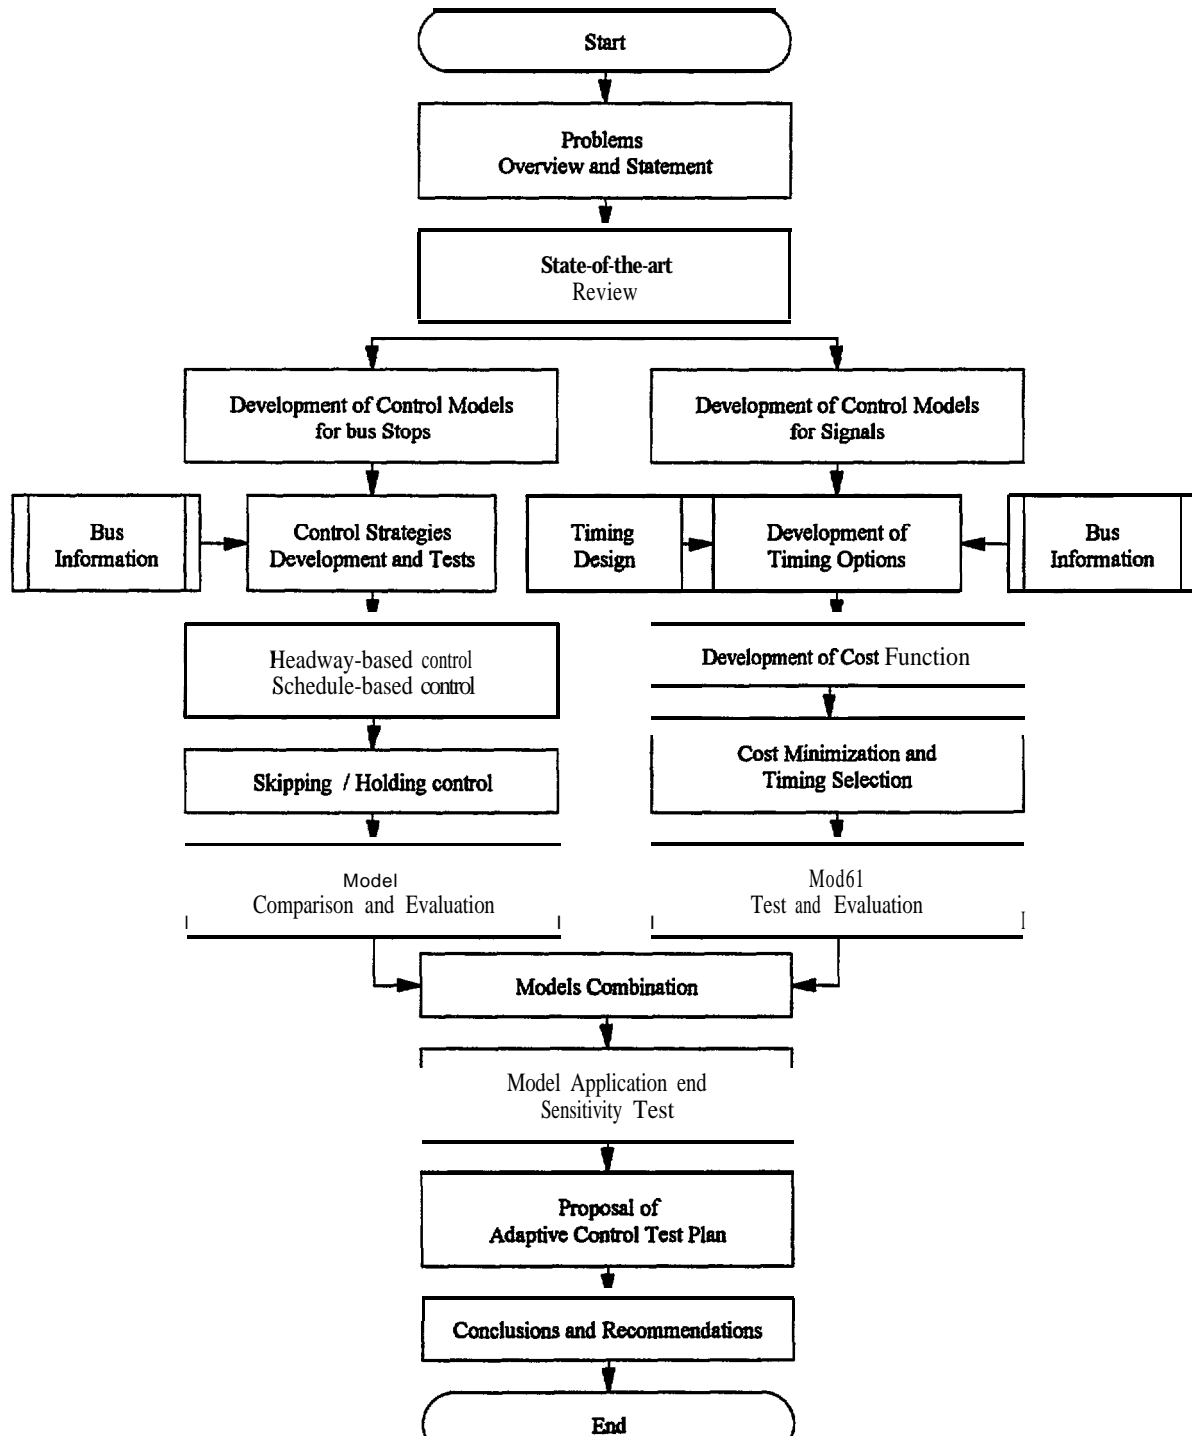 Start
Problems
Overview and Statement
State-of-the-art
Review
Development of Control Models
for bus Stops
Development of Control Models
for Signals
Bus
Information
Control Strategies
Development and Tests
Timing
Design
Development of
Timing Options
Bus
Information
Headway-based control
Schedule-based control
Development of Cost Function
Skipping / Holding control
Cost Minimization and
Timing Selection
Model
Comparison and Evaluation
Mod61
Test and Evaluation
Models Combination
Model Application end
Sensitivity Test
Proposal of
Adaptive Control Test Plan
Conclusions and Recommendations
End